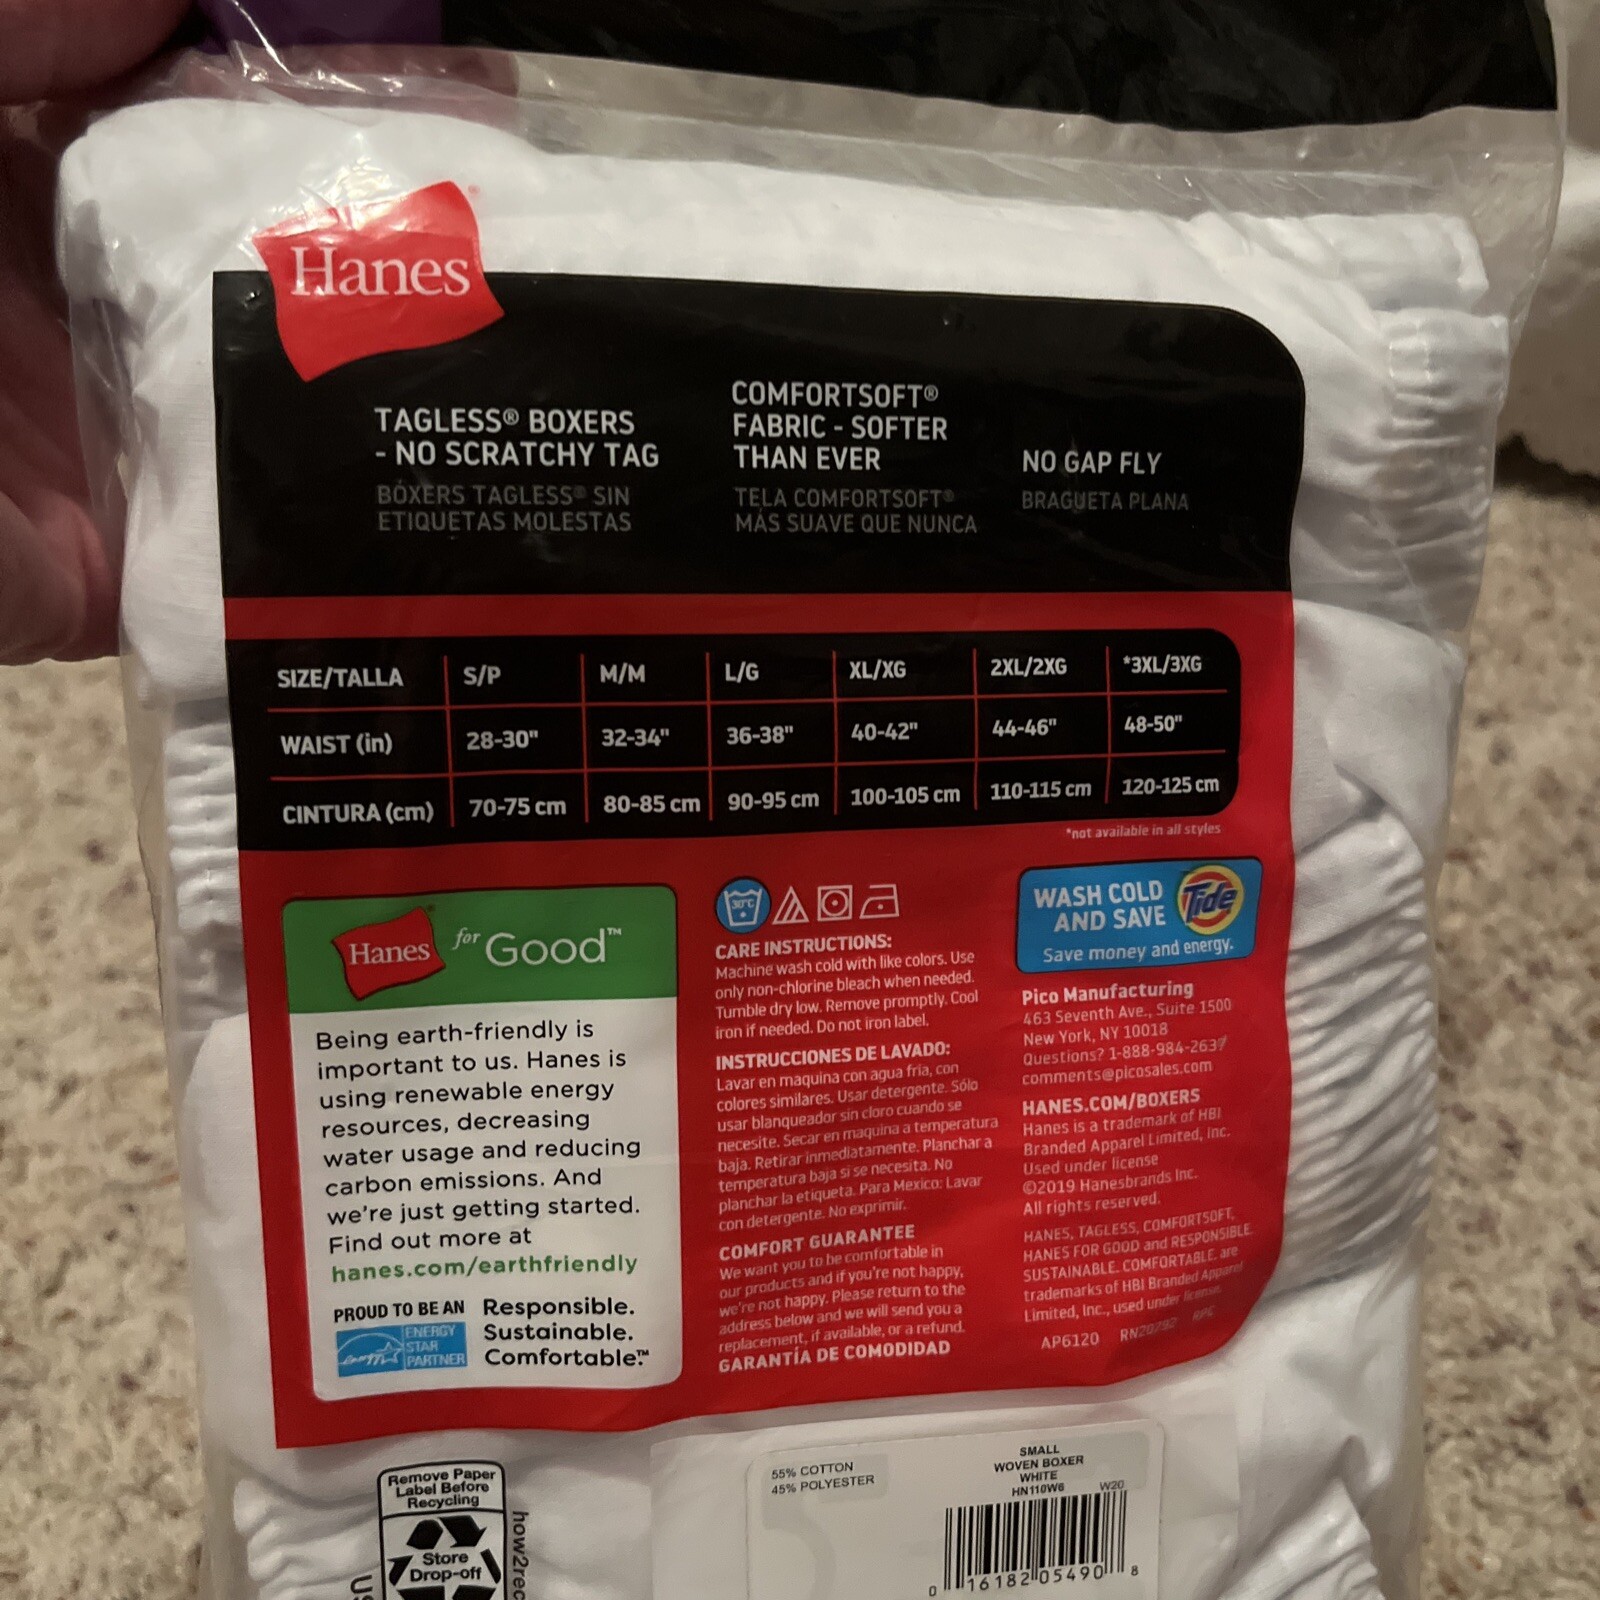 Hanes
TAGLESS® BOXERS
- NO SCRATCHY TAG
BÓXERS TAGLESS® SIN
ETIQUETAS MOLESTAS
COMFORTSOFT®
FABRIC - SOFTER
THAN EVER
TELA COMFORTSOFT®
MÁS SUAVE QUE NUNCA
NO GAP FLY
BRAGUETA PLANA
SIZE/TALLA S/P M/M L/G XL/XG 2XL/2XG *3XL/3XG
WAIST (in) 28-30" 32-34" 36-38" 40-42" 44-46" 48-50"
CINTURA (cm) 70-75 cm 80-85 cm 90-95 cm 100-105 cm 110-115 cm 120-125 cm
*not available in all styles
Hanes for Good™
Being earth-friendly is
important to us. Hanes is
using renewable energy
resources, decreasing
water usage and reducing
carbon emissions. And
we're just getting started.
Find out more at
hanes.com/earthfriendly
PROUD TO BE AN
ENERGY
STAR
PARTNER
Responsible.
Sustainable.
Comfortable.™
30°C
CARE INSTRUCTIONS:
Machine wash cold with like colors. Use
only non-chlorine bleach when needed.
Tumble dry low. Remove promptly. Cool
iron if needed. Do not iron label.
INSTRUCCIONES DE LAVADO:
Lavar en maquina con agua fría, con
colores similares. Usar detergente. Sólo
usar blanqueador sin cloro cuando se
necesite. Secar en maquina a temperatura
baja. Retirar inmediatamente. Planchar a
temperatura baja si se necesita. No
planchar la etiqueta. Para Mexico: Lavar
con detergente. No exprimir.
COMFORT GUARANTEE
We want you to be comfortable in
our products and if you're not happy,
we're not happy. Please return to the
address below and we will send you a
replacement, if available, or a refund.
GARANTÍA DE COMODIDAD
WASH COLD
AND SAVE
Tide
Save money and energy.
Pico Manufacturing
463 Seventh Ave., Suite 1500
New York, NY 10018
Questions? 1-888-984-2637
comments@picosales.com
HANES.COM/BOXERS
Hanes is a trademark of HBI
Branded Apparel Limited, Inc.
Used under license
©2019 Hanesbrands Inc.
All rights reserved.
HANES, TAGLESS, COMFORTSOFT,
HANES FOR GOOD and RESPONSIBLE.
SUSTAINABLE. COMFORTABLE. are
trademarks of HBI Branded Apparel
Limited, Inc., used under license.
AP6120 RN20792 RPC
Remove Paper
Label Before
Recycling
Store
Drop-off
how2rec
55% COTTON
45% POLYESTER
SMALL
WOVEN BOXER
WHITE
HN110W6 W20
0 16182 05490 8